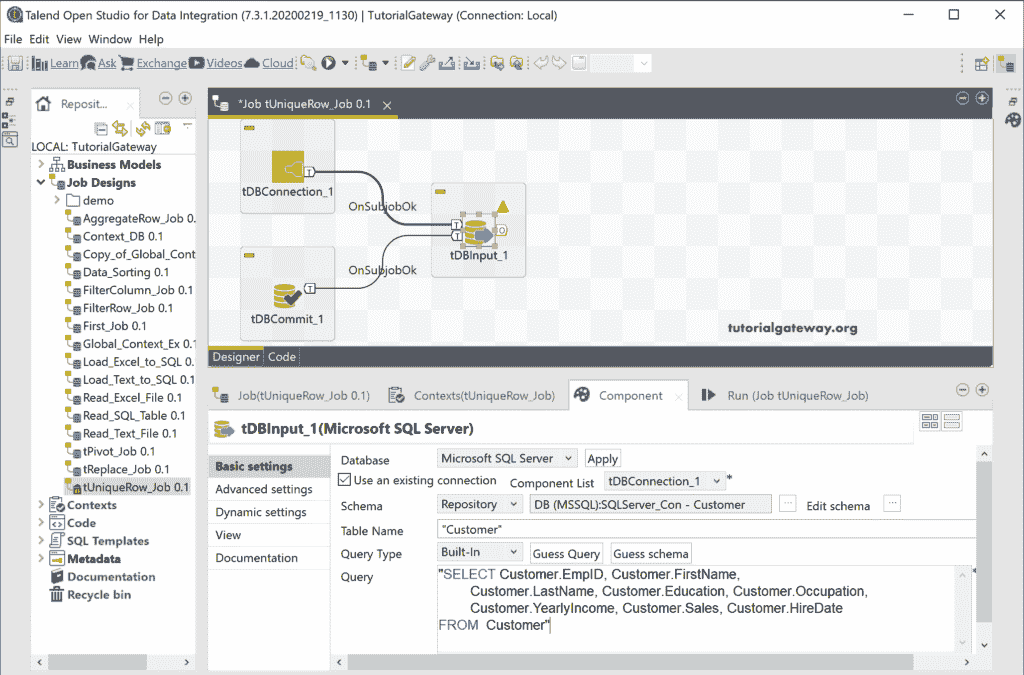 Talend Open Studio for Data Integration (7.3.1.20200219_1130) | TutorialGateway (Connection: Local)
File Edit View Window Help
Learn Ask Exchange Videos Cloud
Reposit...
*Job tUniqueRow_Job 0.1
LOCAL: TutorialGateway
Business Models
Job Designs
demo
AggregateRow_Job 0.
Context_DB 0.1
Copy_of_Global_Cont
Data_Sorting 0.1
FilterColumn_Job 0.1
FilterRow_Job 0.1
First_Job 0.1
Global_Context_Ex 0.1
Load_Excel_to_SQL 0.
Load_Text_to_SQL 0.1
Read_Excel_File 0.1
Read_SQL_Table 0.1
Read_Text_File 0.1
tPivot_Job 0.1
tReplace_Job 0.1
tUniqueRow_Job 0.1
Contexts
Code
SQL Templates
Metadata
Documentation
Recycle bin
T
tDBConnection_1
OnSubjobOk
T
T
O
tDBInput_1
OnSubjobOk
T
tDBCommit_1
tutorialgateway.org
Designer Code
Job(tUniqueRow_Job 0.1) Contexts(tUniqueRow_Job) Component Run (Job tUniqueRow_Job)
tDBInput_1(Microsoft SQL Server)
Basic settings
Advanced settings
Dynamic settings
View
Documentation
Database Microsoft SQL Server Apply
Use an existing connection Component List tDBConnection_1 *
Schema Repository DB (MSSQL):SQLServer_Con - Customer ... Edit schema ...
Table Name "Customer"
Query Type Built-In Guess Query Guess schema
Query "SELECT Customer.EmpID, Customer.FirstName,
Customer.LastName, Customer.Education, Customer.Occupation,
Customer.YearlyIncome, Customer.Sales, Customer.HireDate
FROM Customer"